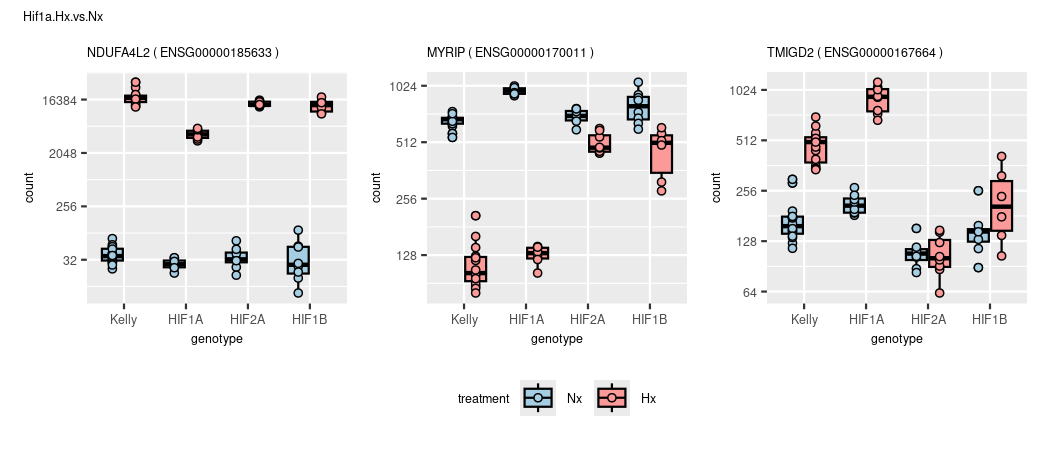 Hif1a.Hx.vs.Nx
NDUFA4L2 ( ENSG00000185633 )
count
16384
2048
256
32
Kelly HIF1A HIF2A HIF1B
genotype
MYRIP ( ENSG00000170011 )
count
1024
512
256
128
Kelly HIF1A HIF2A HIF1B
genotype
TMIGD2 ( ENSG00000167664 )
count
1024
512
256
128
64
Kelly HIF1A HIF2A HIF1B
genotype
treatment Nx Hx